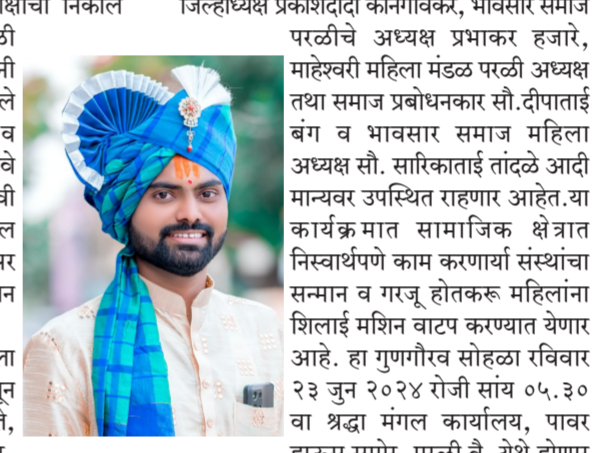 क्षाचा निकाल
ठी
मी
ले
व
वे
वी
ल
सर
ान
ला
ून
ते,
जिल्हाध्यक्ष प्रकाशदादा कानगावकर, भावसार समाज
परळीचे अध्यक्ष प्रभाकर हजारे,
माहेश्वरी महिला मंडळ परळी अध्यक्ष
तथा समाज प्रबोधनकार सौ.दीपाताई
बंग व भावसार समाज महिला
अध्यक्ष सौ. सारिकाताई तांदळे आदी
मान्यवर उपस्थित राहणार आहेत.या
कार्यक्रमात सामाजिक क्षेत्रात
निस्वार्थपणे काम करणार्या संस्थांचा
सन्मान व गरजू होतकरू महिलांना
शिलाई मशिन वाटप करण्यात येणार
आहे. हा गुणगौरव सोहळा रविवार
२३ जुन २०२४ रोजी सांय ०५.३०
वा श्रद्धा मंगल कार्यालय, पावर